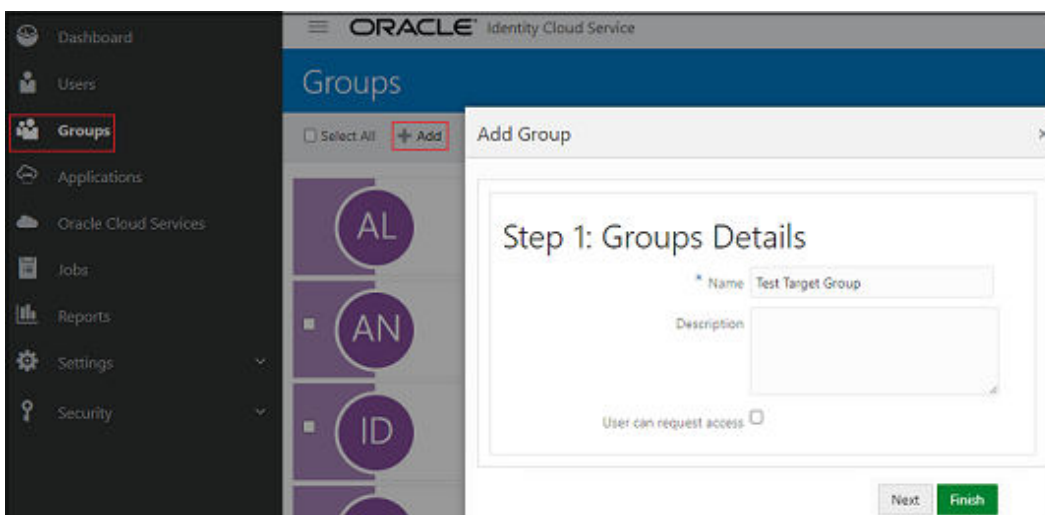 Dashboard
Users
Groups
Applications
Oracle Cloud Services
Jobs
Reports
Settings
Security
ORACLE® Identity Cloud Service
Groups
Select All + Add
AL
AN
ID
Add Group
Step 1: Groups Details
* Name Test Target Group
Description
User can request access
Next Finish